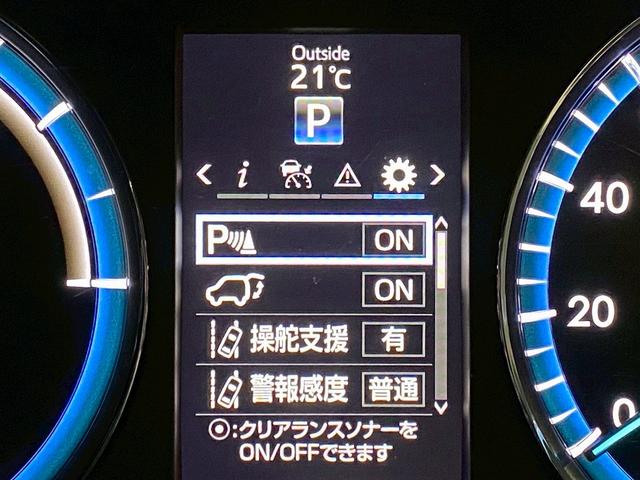 Outside
21℃
P
i
P ON
ON
操舵支援 有
警報感度 普通
◉:クリアランスソナーを
ON/OFFできます
40
20
0